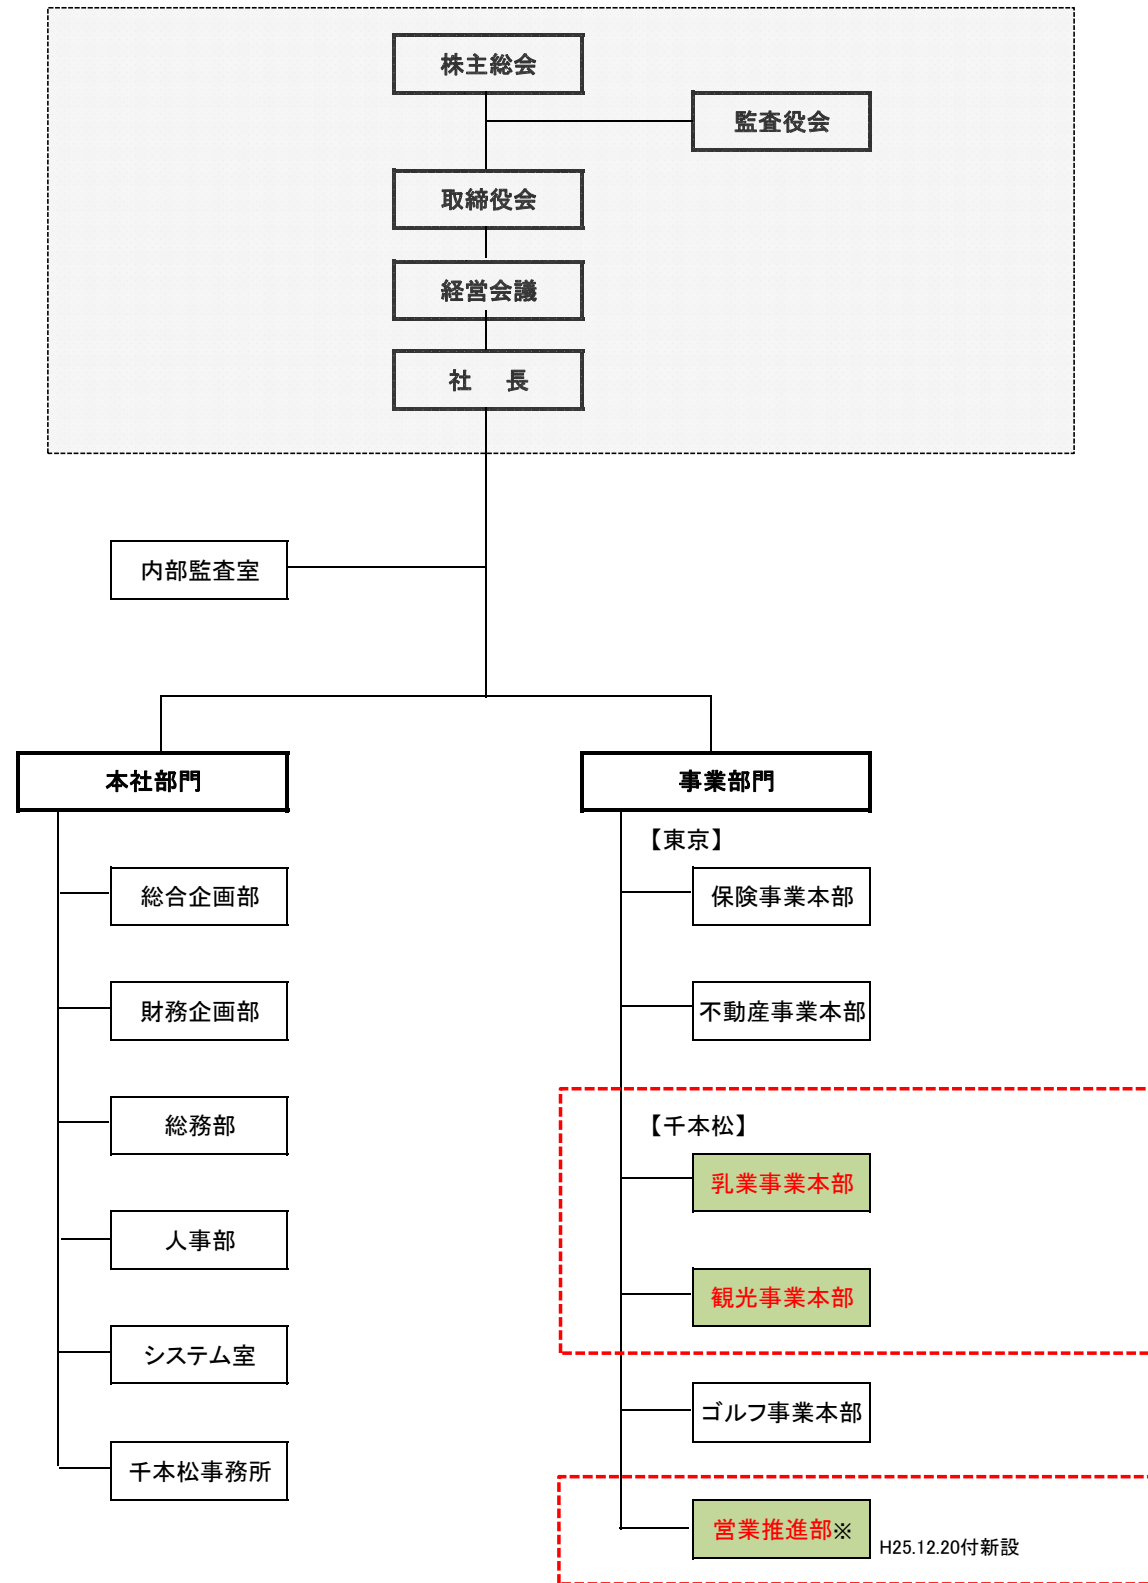 株主総会
監査役会
取締役会
経営会議
社 長
内部監査室
本社部門
総合企画部
財務企画部
総務部
人事部
システム室
千本松事務所
事業部門
【東京】
保険事業本部
不動産事業本部
【千本松】
乳業事業本部
観光事業本部
ゴルフ事業本部
営業推進部※
H25.12.20付新設